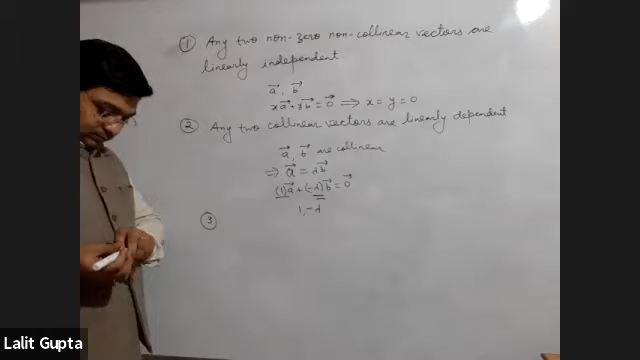 ① Any two non-zero non-collinear vectors are
linearly independent.
a⃗, b⃗
xa⃗ + yb⃗ = 0⃗ ⟹ x = y = 0
② Any two collinear vectors are linearly dependent
a⃗, b⃗ are collinear
⇒ a⃗ = λb⃗
(1)a⃗ + (-λ)b⃗ = 0⃗
1, -λ
③
Lalit Gupta